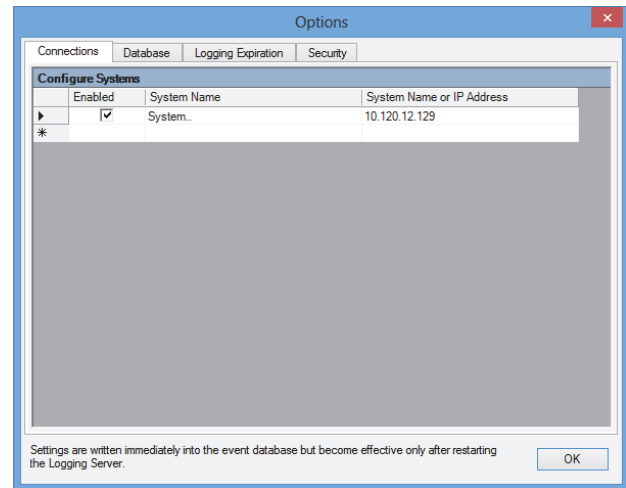 Options
Connections Database Logging Expiration Security
Configure Systems
Enabled System Name System Name or IP Address
System.. 10.120.12.129
Settings are written immediately into the event database but become effective only after restarting
the Logging Server.
OK